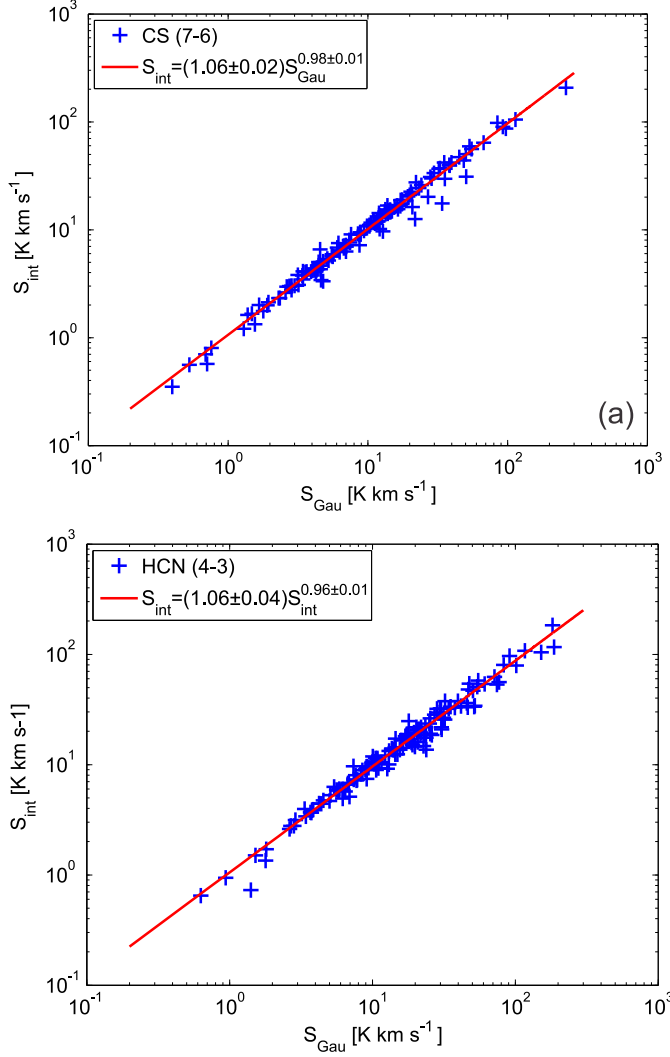 10^3
CS (7-6)
S_int=(1.06±0.02)S_Gau^0.98±0.01
10^2
S_int [K km s^-1]
10^1
10^0
(a)
10^-1
10^-1 10^0 10^1 10^2 10^3
S_Gau [K km s^-1]
10^3
HCN (4-3)
S_int=(1.06±0.04)S_int^0.96±0.01
10^2
S_int [K km s-1]
10^1
10^0
10^-1
10^-1 10^0 10^1 10^2 10^3
S_Gau [K km s^-1]